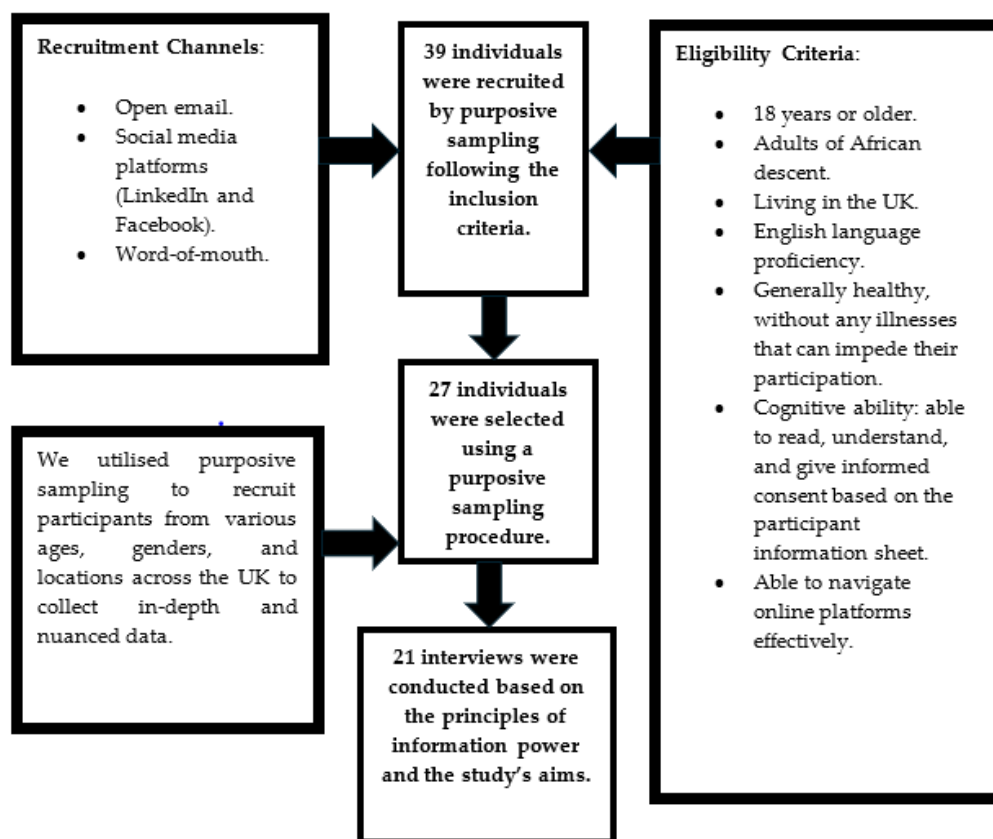 Recruitment Channels:
• Open email.
• Social media
platforms
(LinkedIn and
Facebook).
• Word-of-mouth.
39 individuals
were recruited
by purposive
sampling
following the
inclusion
criteria.
Eligibility Criteria:
• 18 years or older.
• Adults of African
descent.
• Living in the UK.
• English language
proficiency.
• Generally healthy,
without any illnesses
that can impede their
participation.
• Cognitive ability: able
to read, understand,
and give informed
consent based on the
participant
information sheet.
• Able to navigate
online platforms
effectively.
27 individuals
were selected
using a
purposive
sampling
procedure.
We utilised purposive
sampling to recruit
participants from various
ages, genders, and
locations across the UK to
collect in-depth and
nuanced data.
21 interviews were
conducted based on
the principles of
information power
and the study’s aims.